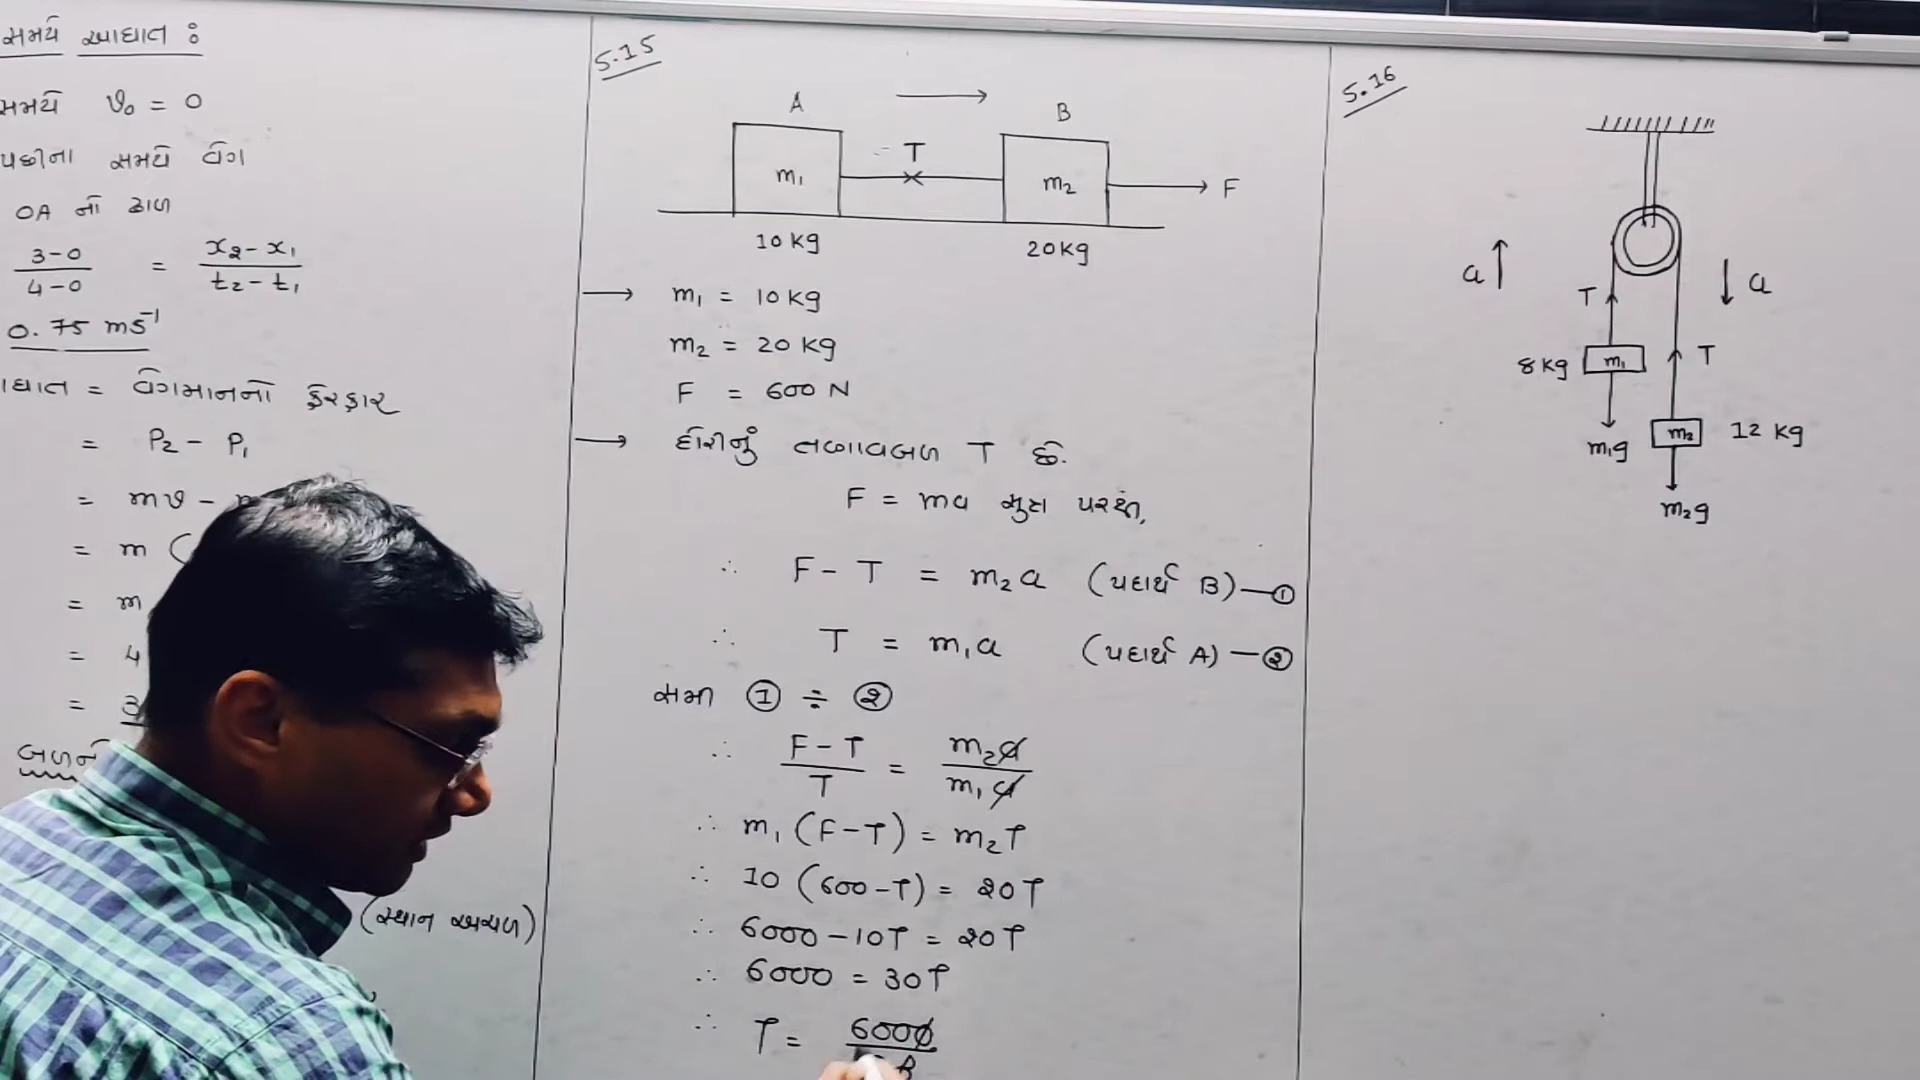 સમયે આઘાત :
સમયે v₀ = 0
પછીના સમયે વેગ
OA નો ઢાળ
3-0 / 4-0 = x₂ - x₁ / t₂ - t₁
0.75 ms⁻¹
ઘાત = વેગમાનનો ફેરફાર
= P₂ - P₁
= mv -
= m (
= m
= 4
= 3
બળની
(સ્થાન અચળ)
5.15
A
B
m₁
T
m₂
F
10 kg
20 kg
→ m₁ = 10 kg
m₂ = 20 kg
F = 600 N
→ દોરીનું તણાવબળ T છે.
F = ma સુત્ર પરથી,
∴ F - T = m₂a (પદાર્થ B) — ①
∴ T = m₁a (પદાર્થ A) — ②
સમી ① ÷ ②
∴ F - T / T = m₂a / m₁a
∴ m₁ (F - T) = m₂T
∴ 10 (600 - T) = 20T
∴ 6000 - 10T = 20T
∴ 6000 = 30T
∴ T = 6000
5.16
a
a
T
T
8 kg
m₁
m₁g
m₂
12 kg
m₂g